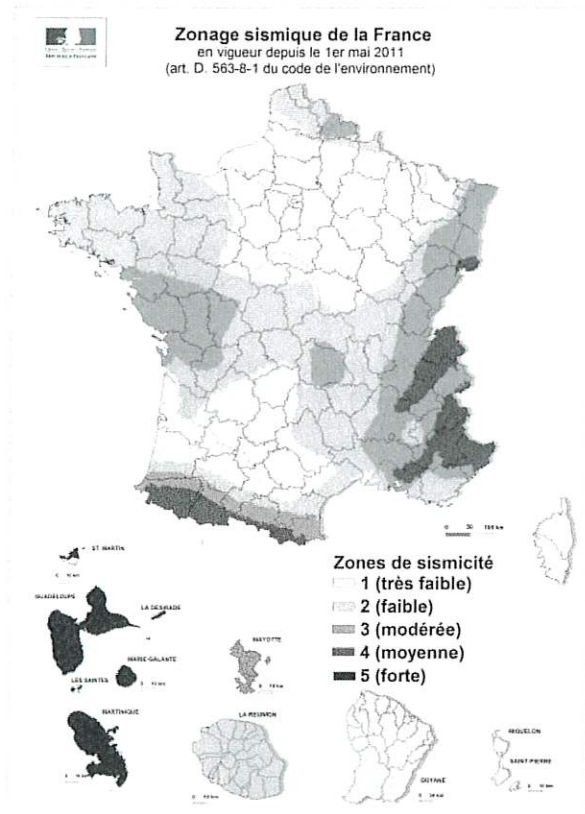 Zonage sismique de la France
en vigueur depuis le 1er mai 2011
(art. D. 563-8-1 du code de l'environnement)
ST MARTIN
GUADELOUPE
LA DESIRADE
MARIE-GALANTE
LES SAINTES
MARTINIQUE
MAYOTTE
LA REUNION
Zones de sismicité
1 (très faible)
2 (faible)
3 (modérée)
4 (moyenne)
5 (forte)
GUYANE
MIQUELON
SAINT-PIERRE